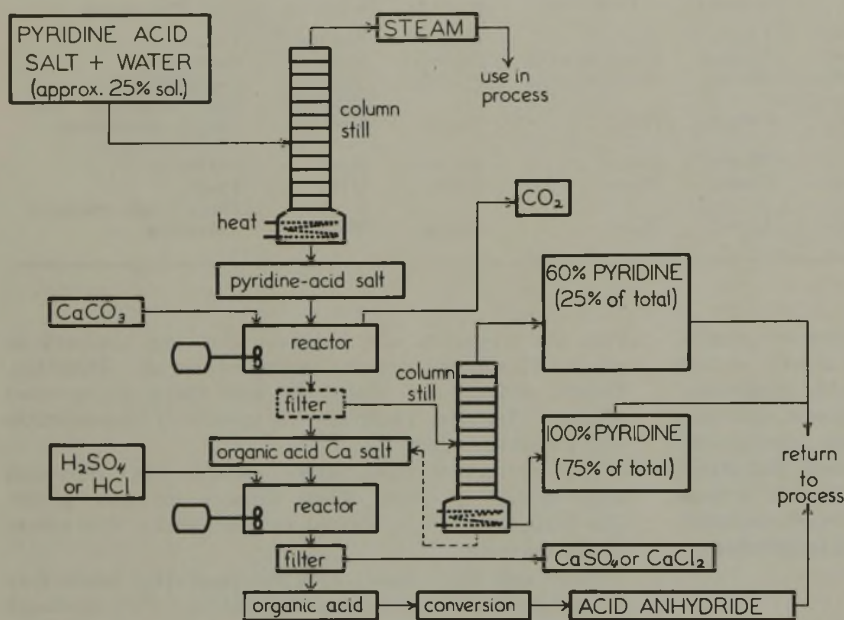 PYRIDINE ACID
SALT + WATER
(approx. 25% sol.)
STEAM
use in
process
column
still
heat
CO₂
pyridine-acid salt
CaCO₃
reactor
60% PYRIDINE
(25% of total)
column
still
filter
organic acid Ca salt
100% PYRIDINE
(75% of total)
H₂SO₄
or HCl
reactor
return
to
process
filter
CaSO₄ or CaCl₂
organic acid
conversion
ACID ANHYDRIDE